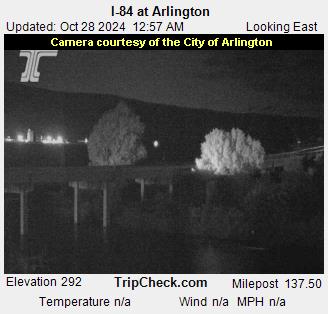 I-84 at Arlington
Updated: Oct 28 2024 12:57 AM Looking East
Camera courtesy of the City of Arlington
Elevation 292 TripCheck.com Milepost 137.50
Temperature n/a Wind n/a MPH n/a